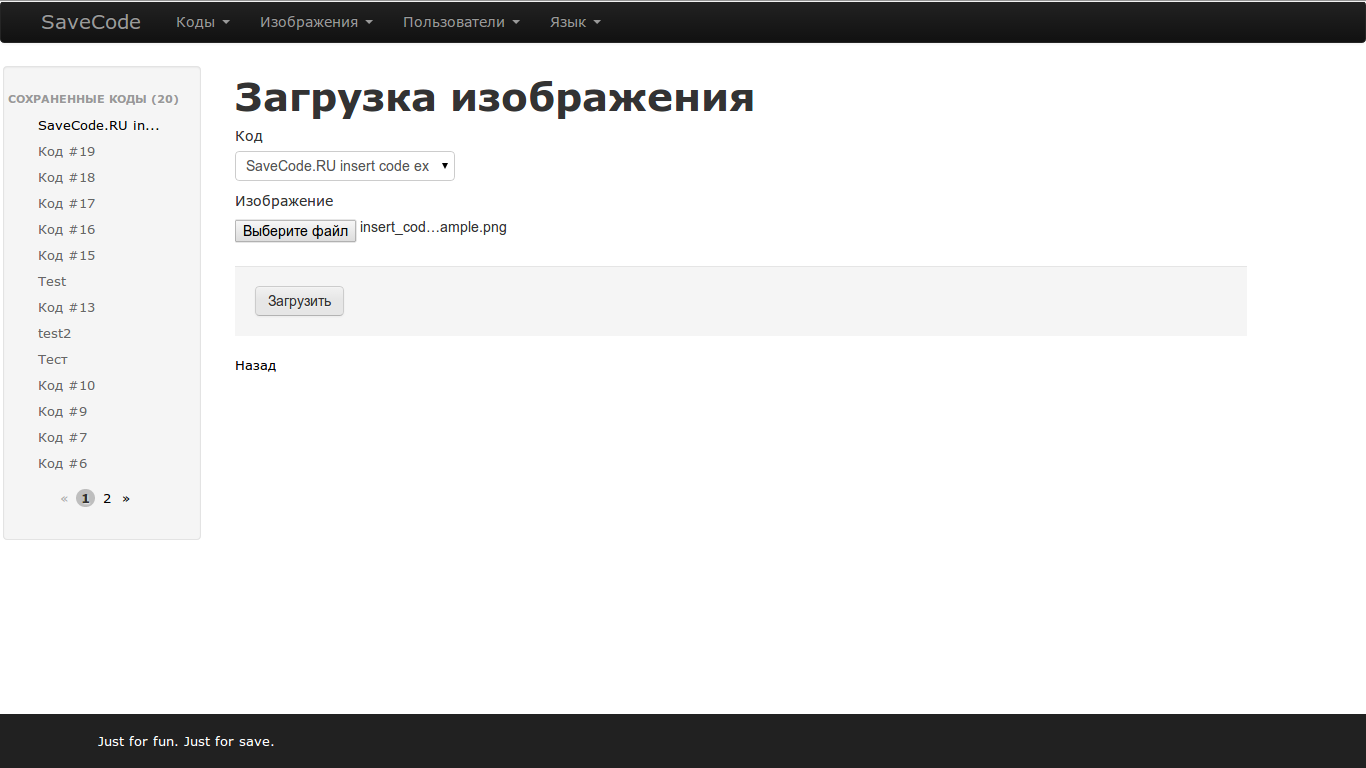 SaveCode Коды Изображения Пользователи Язык
СОХРАНЕННЫЕ КОДЫ (20)
SaveCode.RU in...
Код #19
Код #18
Код #17
Код #16
Код #15
Test
Код #13
test2
Тест
Код #10
Код #9
Код #7
Код #6
« 1 2 »
Загрузка изображения
Код
SaveCode.RU insert code ex
Изображение
Выберите файл insert_cod…ample.png
Загрузить
Назад
Just for fun. Just for save.